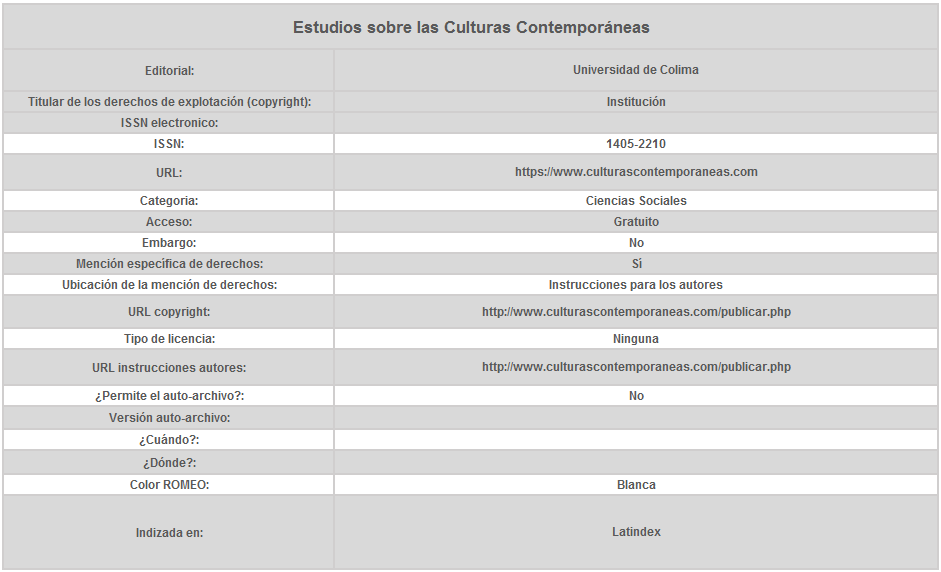 Estudios sobre las Culturas Contemporáneas
Editorial: Universidad de Colima
Titular de los derechos de explotación (copyright): Institución
ISSN electronico:
ISSN: 1405-2210
URL: https://www.culturascontemporaneas.com
Categoria: Ciencias Sociales
Acceso: Gratuito
Embargo: No
Mención específica de derechos: Sí
Ubicación de la mención de derechos: Instrucciones para los autores
URL copyright: http://www.culturascontemporaneas.com/publicar.php
Tipo de licencia: Ninguna
URL instrucciones autores: http://www.culturascontemporaneas.com/publicar.php
¿Permite el auto-archivo?: No
Versión auto-archivo:
¿Cuándo?:
¿Dónde?:
Color ROMEO: Blanca
Indizada en: Latindex